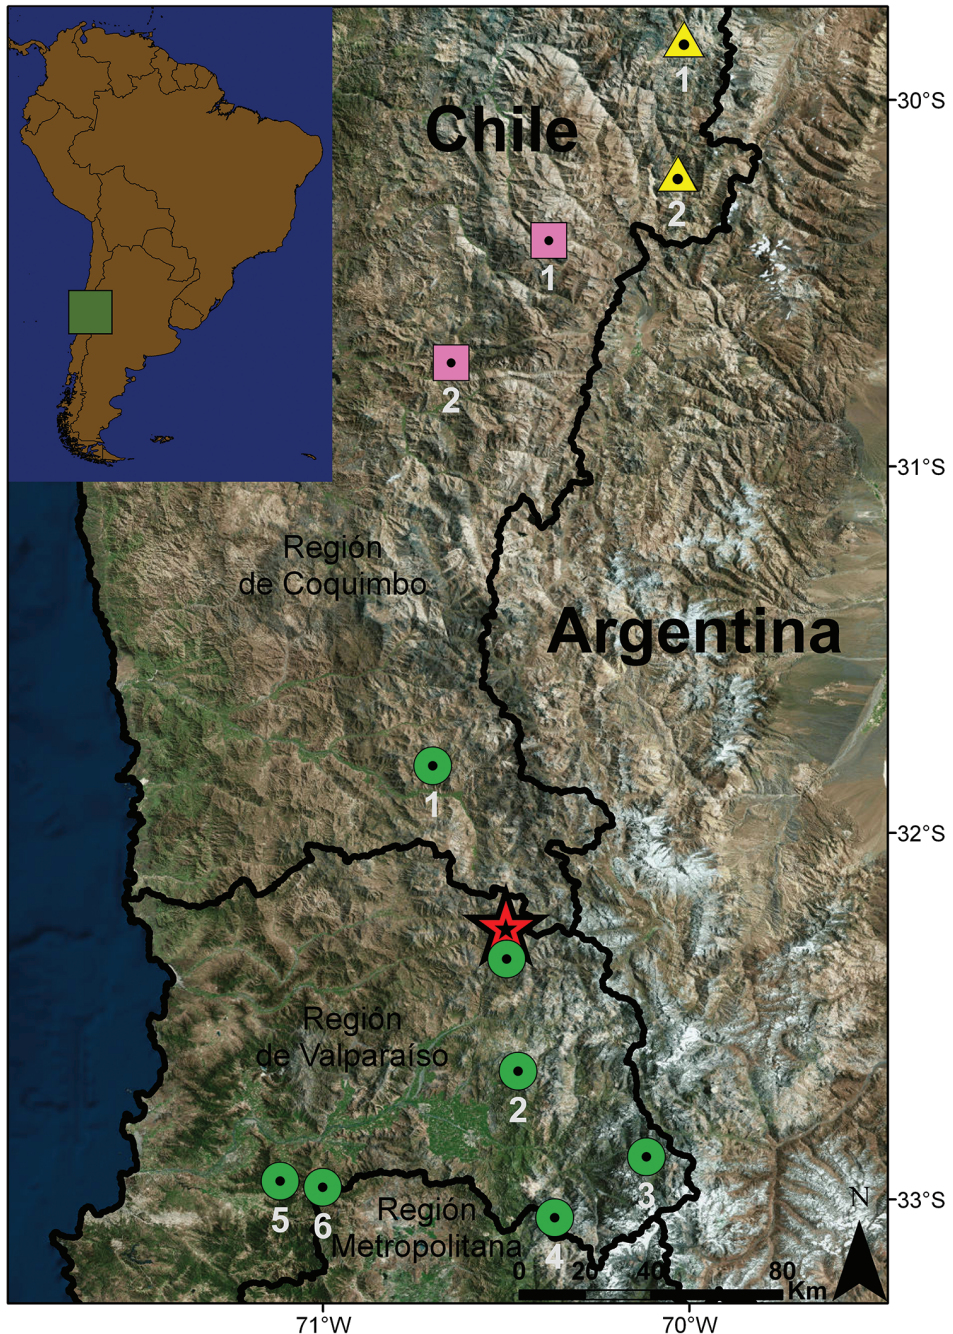 1
30°S
Chile
2
1
2
31°S
Región
de Coquimbo
Argentina
1
32°S
Región
de Valparaíso
2
3
5
6
4
Región
Metropolitana
33°S
N
0 20 40 80
Km
71°W
70°W